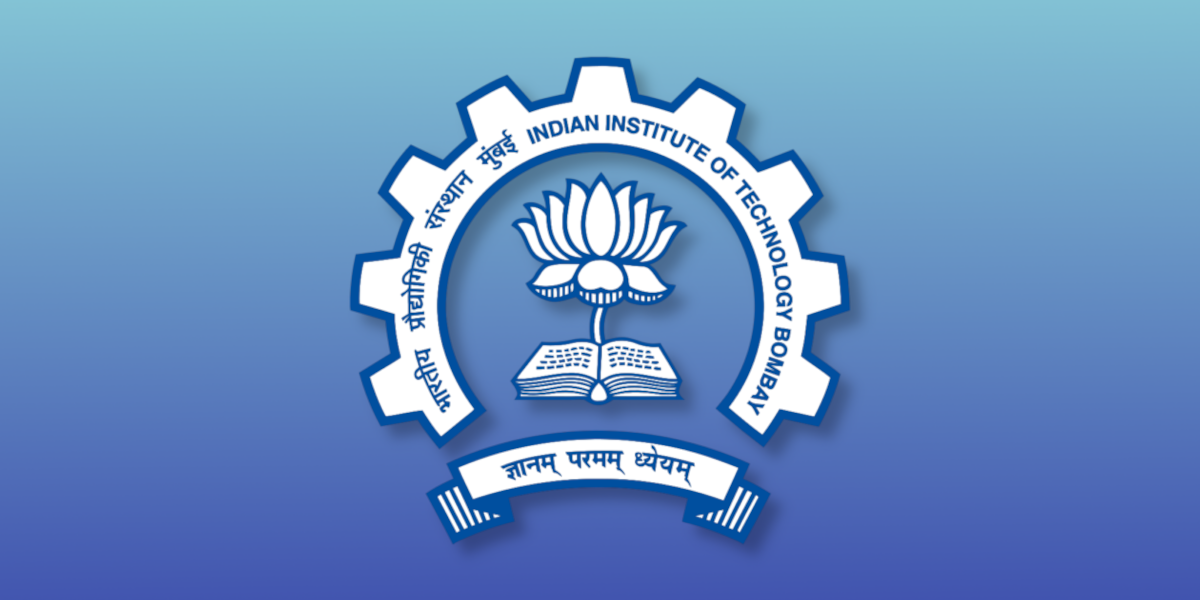 भारतीय प्रौद्योगिकी संस्थान मुंबई
INDIAN INSTITUTE OF TECHNOLOGY BOMBAY
ज्ञानम् परमम् ध्येयम्